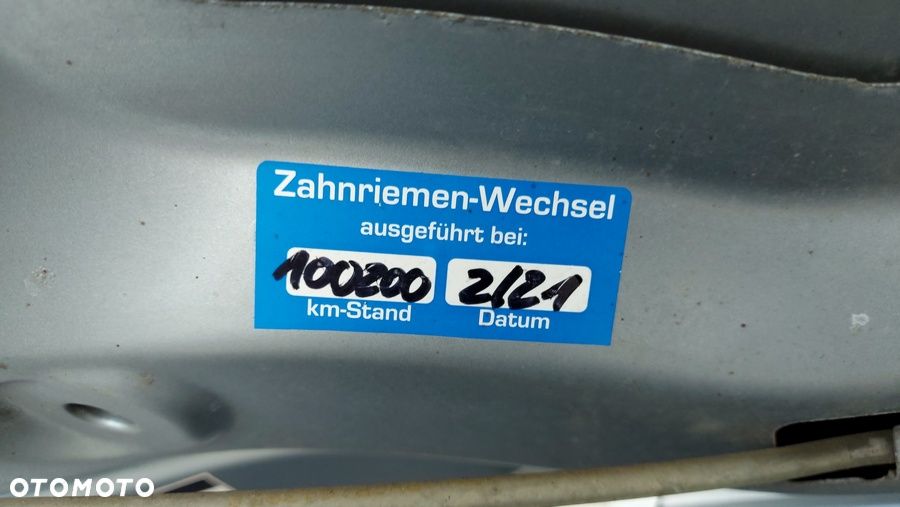 Zahnriemen-Wechsel
ausgeführt bei:
100200 2/21
km-Stand Datum
OTOMOTO